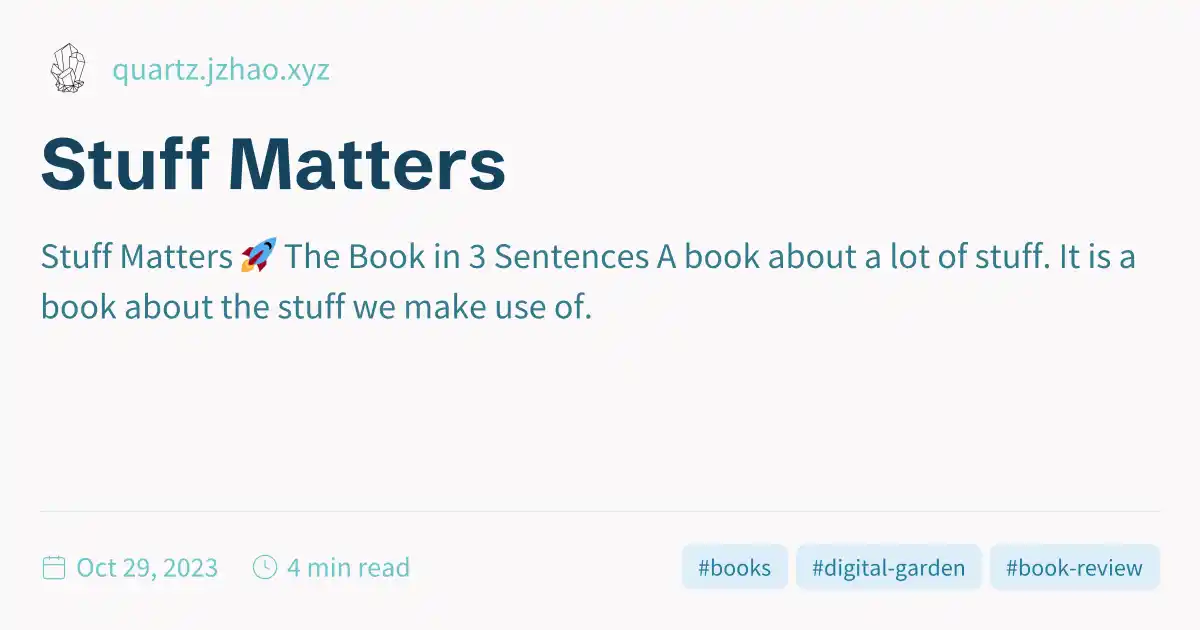 quartz.jzhao.xyz
Stuff Matters
Stuff Matters 🚀 The Book in 3 Sentences A book about a lot of stuff. It is a
book about the stuff we make use of.
Oct 29, 2023 4 min read #books #digital-garden #book-review